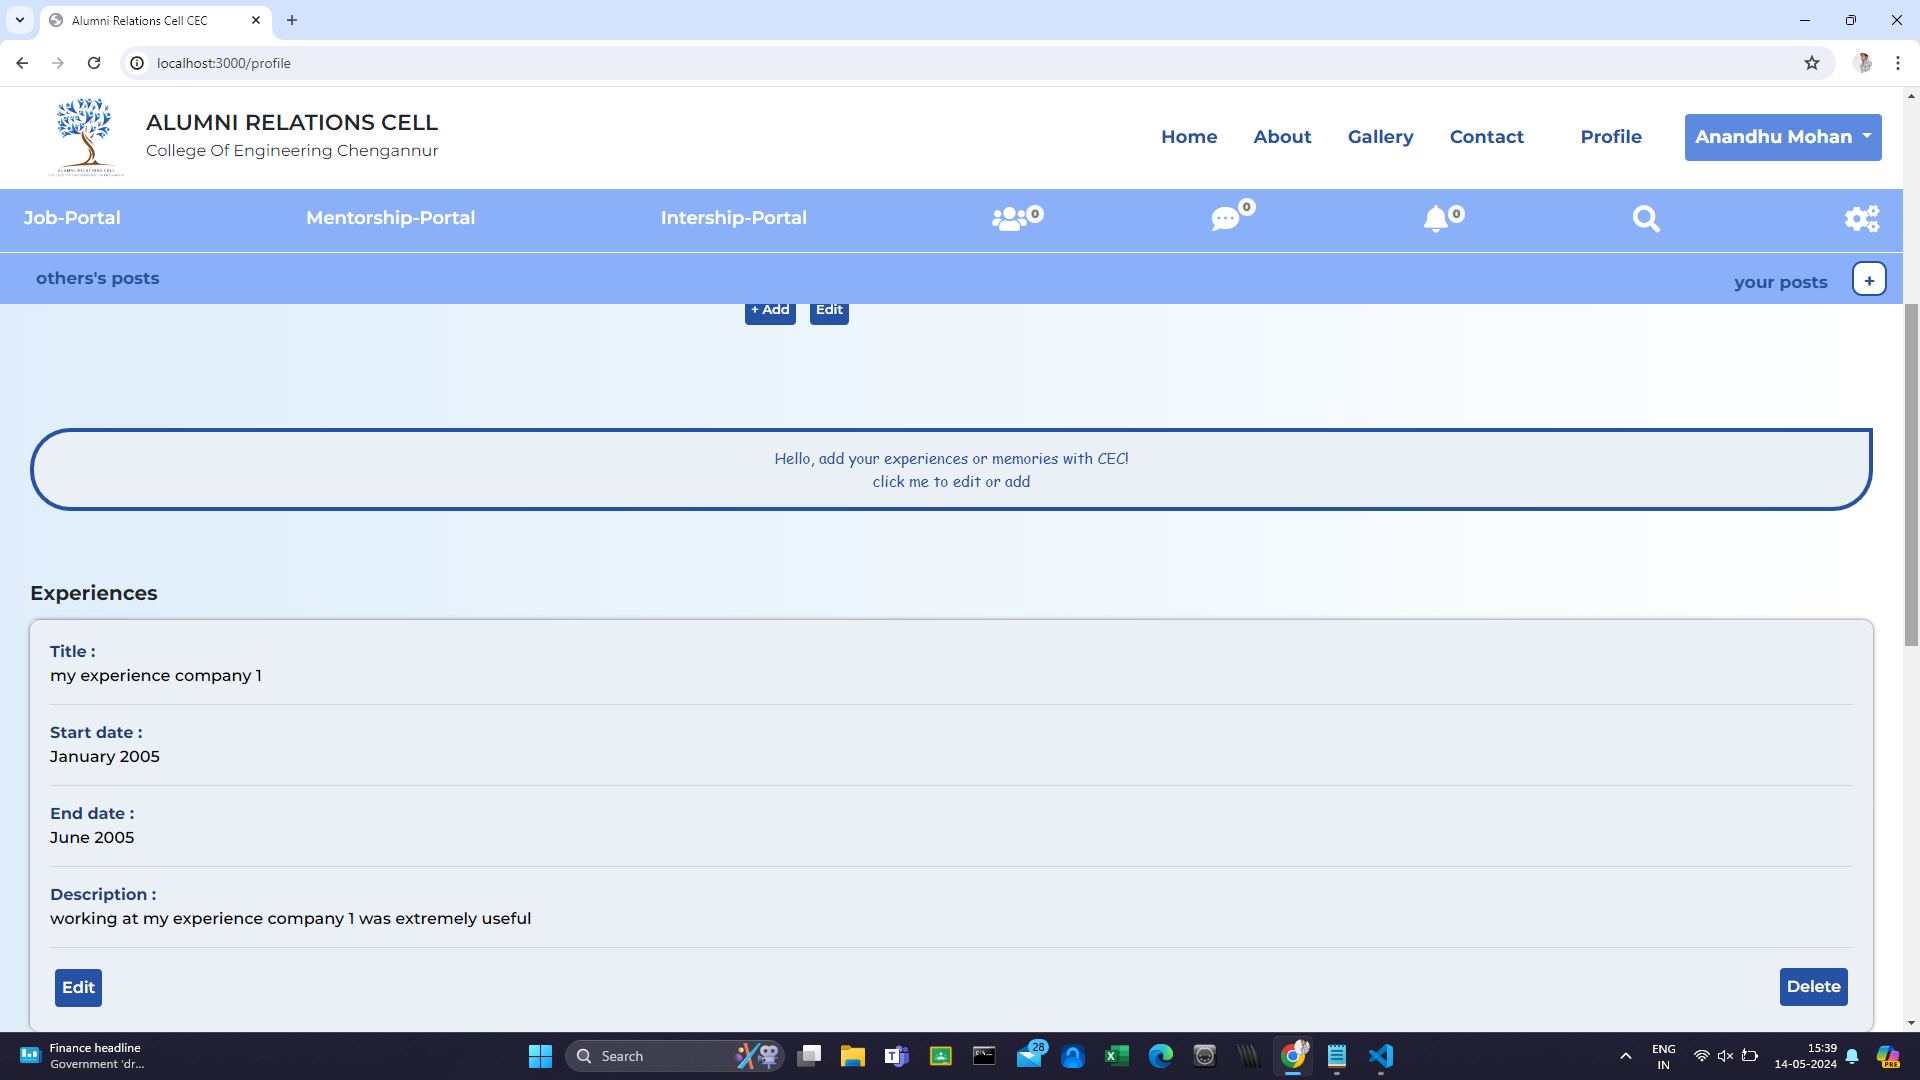 Alumni Relations Cell CEC
localhost:3000/profile
ALUMNI RELATIONS CELL
College Of Engineering Chengannur
Home About Gallery Contact Profile Anandhu Mohan
Job-Portal Mentorship-Portal Intership-Portal 0 0 0
others's posts your posts +
+ Add Edit
Hello, add your experiences or memories with CEC!
click me to edit or add
Experiences
Title :
my experience company 1
Start date :
January 2005
End date :
June 2005
Description :
working at my experience company 1 was extremely useful
Edit Delete
Finance headline
Government 'dr...
Search
28
ENG
IN
15:39
14-05-2024
PRE